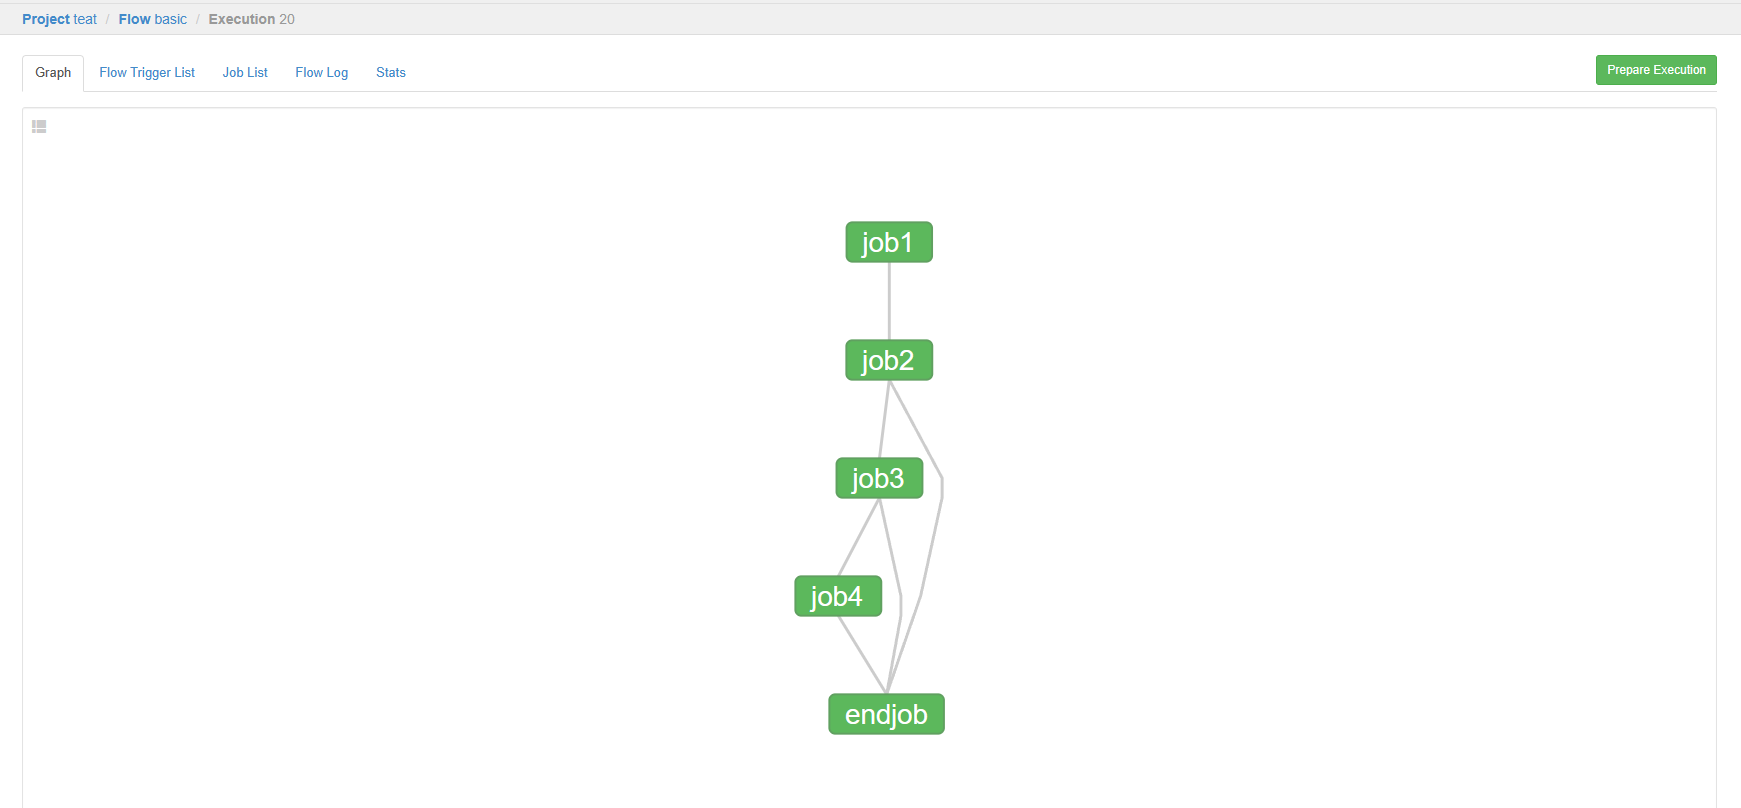 Project teat / Flow basic / Execution 20
Graph Flow Trigger List Job List Flow Log Stats Prepare Execution
job1
job2
job3
job4
endjob